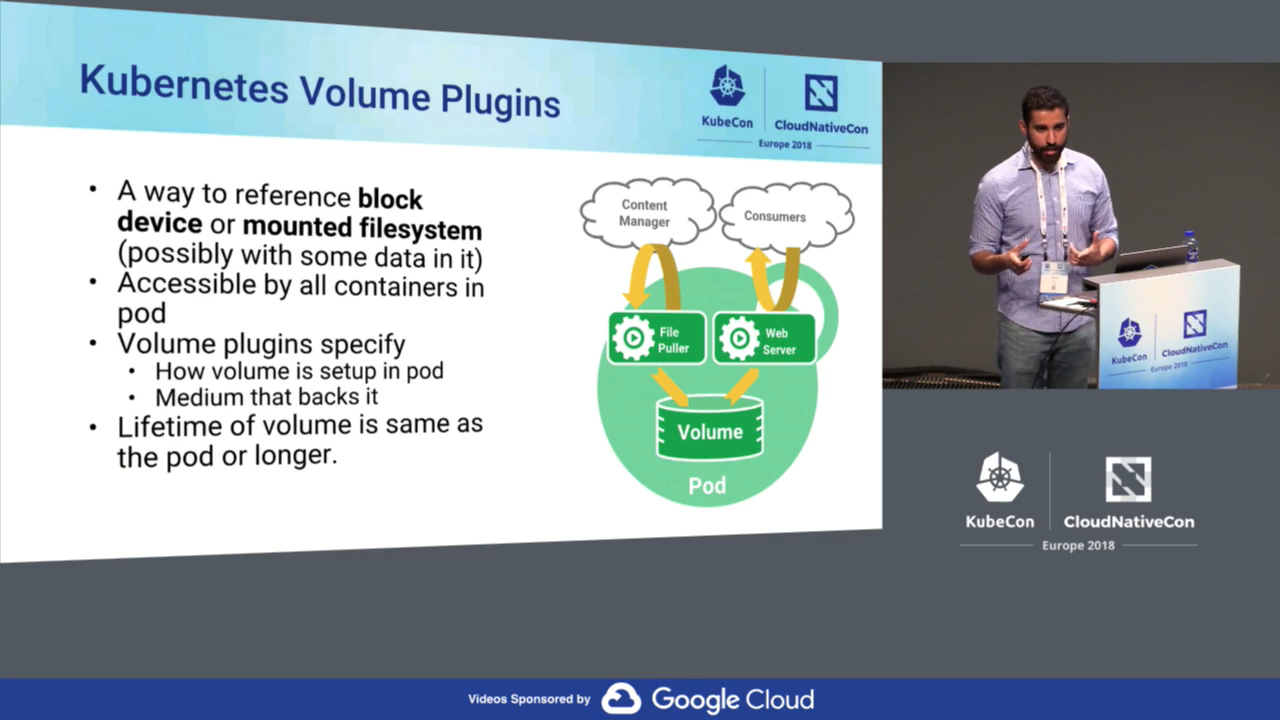 Kubernetes Volume Plugins
KubeCon
CloudNativeCon
Europe 2018
• A way to reference block
device or mounted filesystem
(possibly with some data in it)
• Accessible by all containers in
pod
• Volume plugins specify
• How volume is setup in pod
• Medium that backs it
• Lifetime of volume is same as
the pod or longer.
Content
Manager
Consumers
File
Puller
Web
Server
Volume
Pod
KubeCon
CloudNativeCon
Europe 2018
KubeCon
CloudNativeCon
Europe 2018
Videos Sponsored by Google Cloud